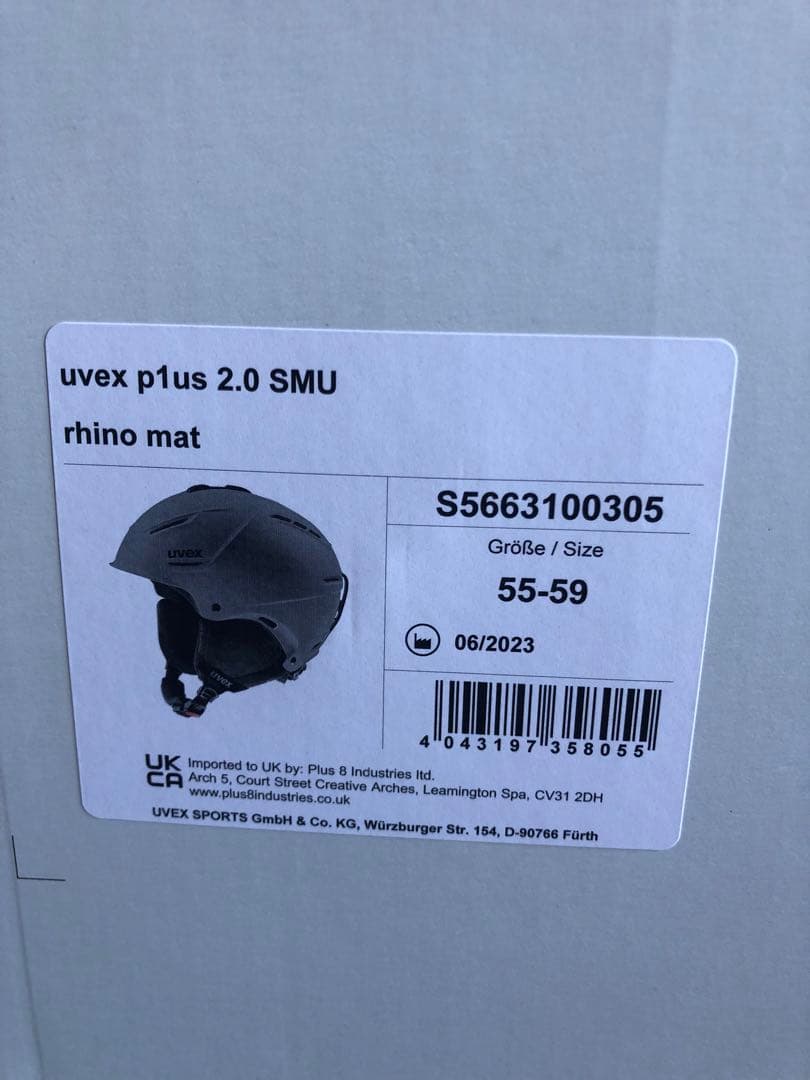 uvex p1us 2.0 SMU
rhino mat
uvex
uvex
S5663100305
Größe / Size
55-59
06/2023
4 043197 358055
UK
CA
Imported to UK by: Plus 8 Industries ltd.
Arch 5, Court Street Creative Arches, Leamington Spa, CV31 2DH
www.plus8industries.co.uk
UVEX SPORTS GmbH & Co. KG, Würzburger Str. 154, D-90766 Fürth